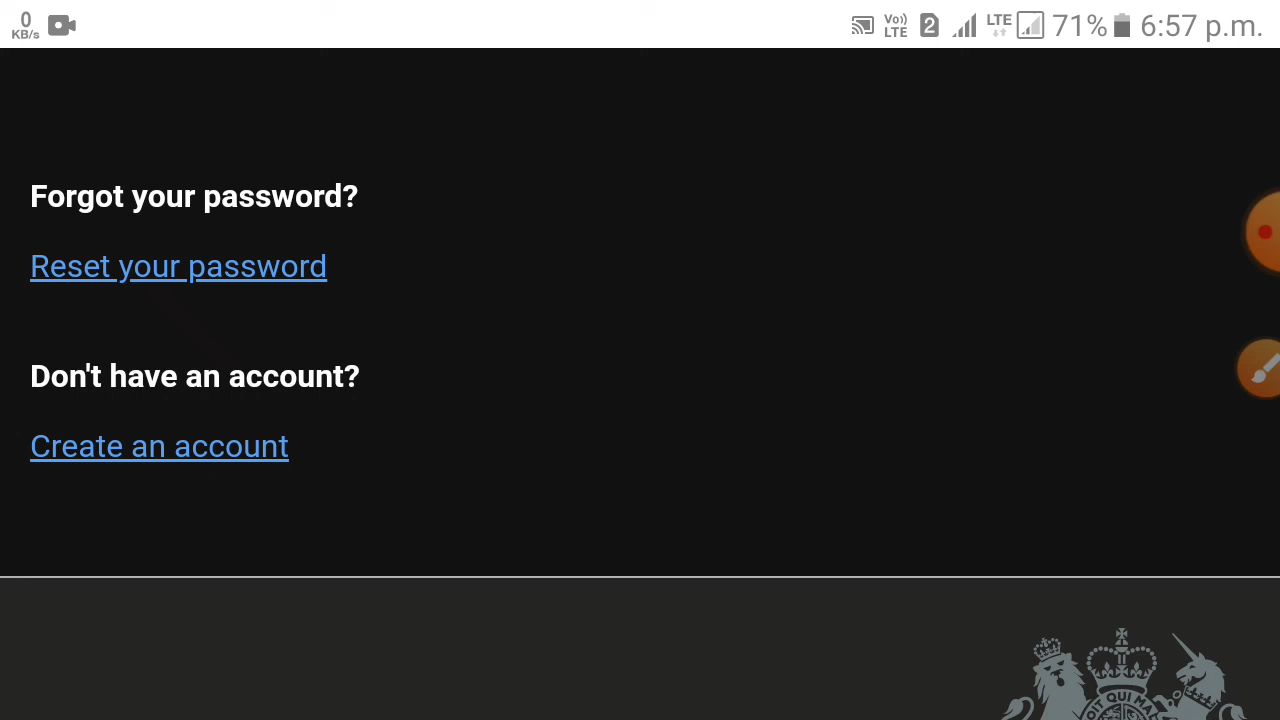 0
KB/s
Vo))
LTE
2
LTE
71%
6:57 p.m.
Forgot your password?
Reset your password
Don't have an account?
Create an account
QUI